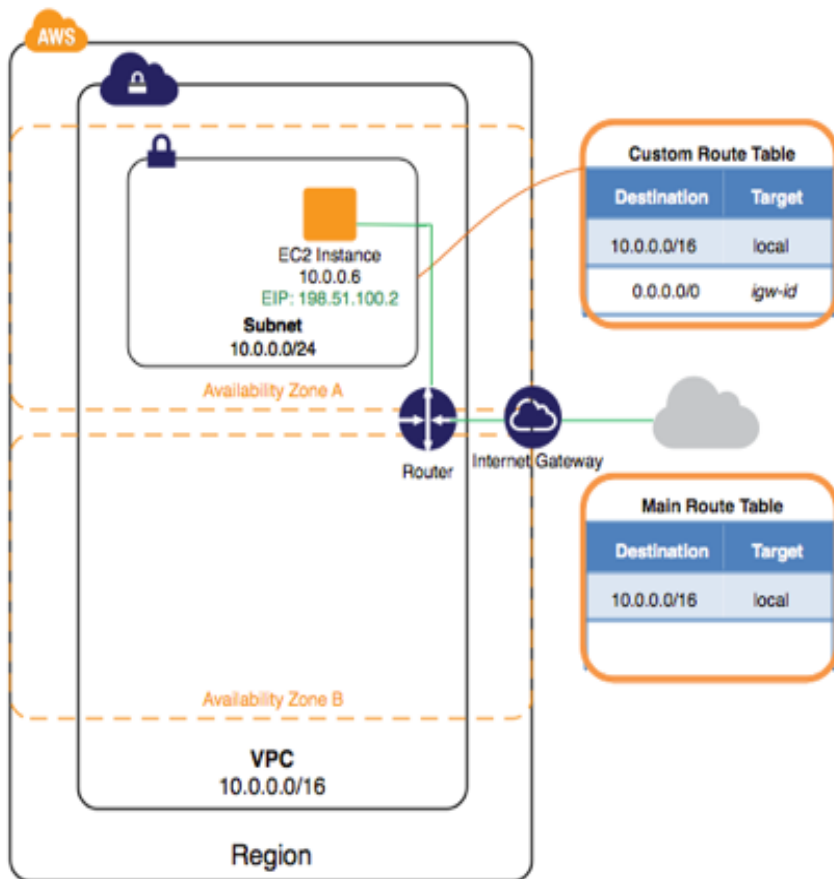 AWS
Custom Route Table
Destination Target
10.0.0.0/16 local
0.0.0.0/0 igw-id
EC2 Instance
10.0.0.6
EIP: 198.51.100.2
Subnet
10.0.0.0/24
Availability Zone A
Router
Internet Gateway
Main Route Table
Destination Target
10.0.0.0/16 local
Availability Zone B
VPC
10.0.0.0/16
Region